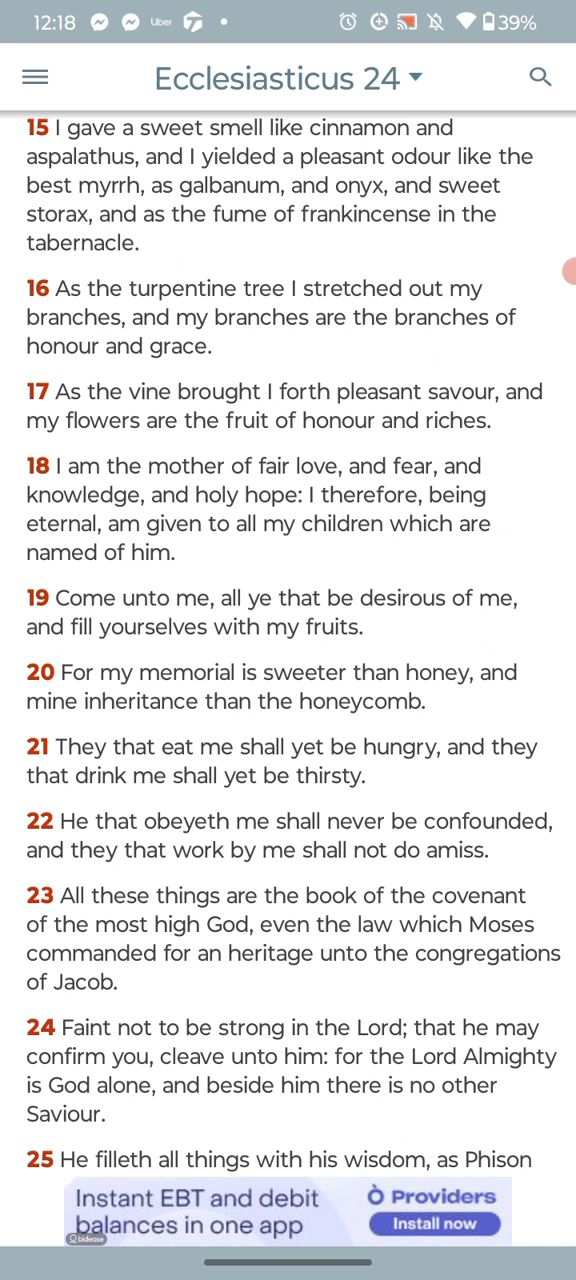 12:18 Uber 39%
Ecclesiasticus 24
15 I gave a sweet smell like cinnamon and
aspalathus, and I yielded a pleasant odour like the
best myrrh, as galbanum, and onyx, and sweet
storax, and as the fume of frankincense in the
tabernacle.
16 As the turpentine tree I stretched out my
branches, and my branches are the branches of
honour and grace.
17 As the vine brought I forth pleasant savour, and
my flowers are the fruit of honour and riches.
18 I am the mother of fair love, and fear, and
knowledge, and holy hope: I therefore, being
eternal, am given to all my children which are
named of him.
19 Come unto me, all ye that be desirous of me,
and fill yourselves with my fruits.
20 For my memorial is sweeter than honey, and
mine inheritance than the honeycomb.
21 They that eat me shall yet be hungry, and they
that drink me shall yet be thirsty.
22 He that obeyeth me shall never be confounded,
and they that work by me shall not do amiss.
23 All these things are the book of the covenant
of the most high God, even the law which Moses
commanded for an heritage unto the congregations
of Jacob.
24 Faint not to be strong in the Lord; that he may
confirm you, cleave unto him: for the Lord Almighty
is God alone, and beside him there is no other
Saviour.
25 He filleth all things with his wisdom, as Phison
Instant EBT and debit
balances in one app
bidease
Providers
Install now